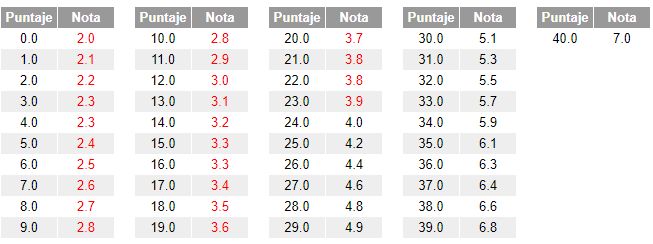 Puntaje Nota Puntaje Nota Puntaje Nota Puntaje Nota Puntaje Nota
0.0 2.0 10.0 2.8 20.0 3.7 30.0 5.1 40.0 7.0
1.0 2.1 11.0 2.9 21.0 3.8 31.0 5.3
2.0 2.2 12.0 3.0 22.0 3.8 32.0 5.5
3.0 2.3 13.0 3.1 23.0 3.9 33.0 5.7
4.0 2.3 14.0 3.2 24.0 4.0 34.0 5.9
5.0 2.4 15.0 3.3 25.0 4.2 35.0 6.1
6.0 2.5 16.0 3.3 26.0 4.4 36.0 6.3
7.0 2.6 17.0 3.4 27.0 4.6 37.0 6.4
8.0 2.7 18.0 3.5 28.0 4.8 38.0 6.6
9.0 2.8 19.0 3.6 29.0 4.9 39.0 6.8